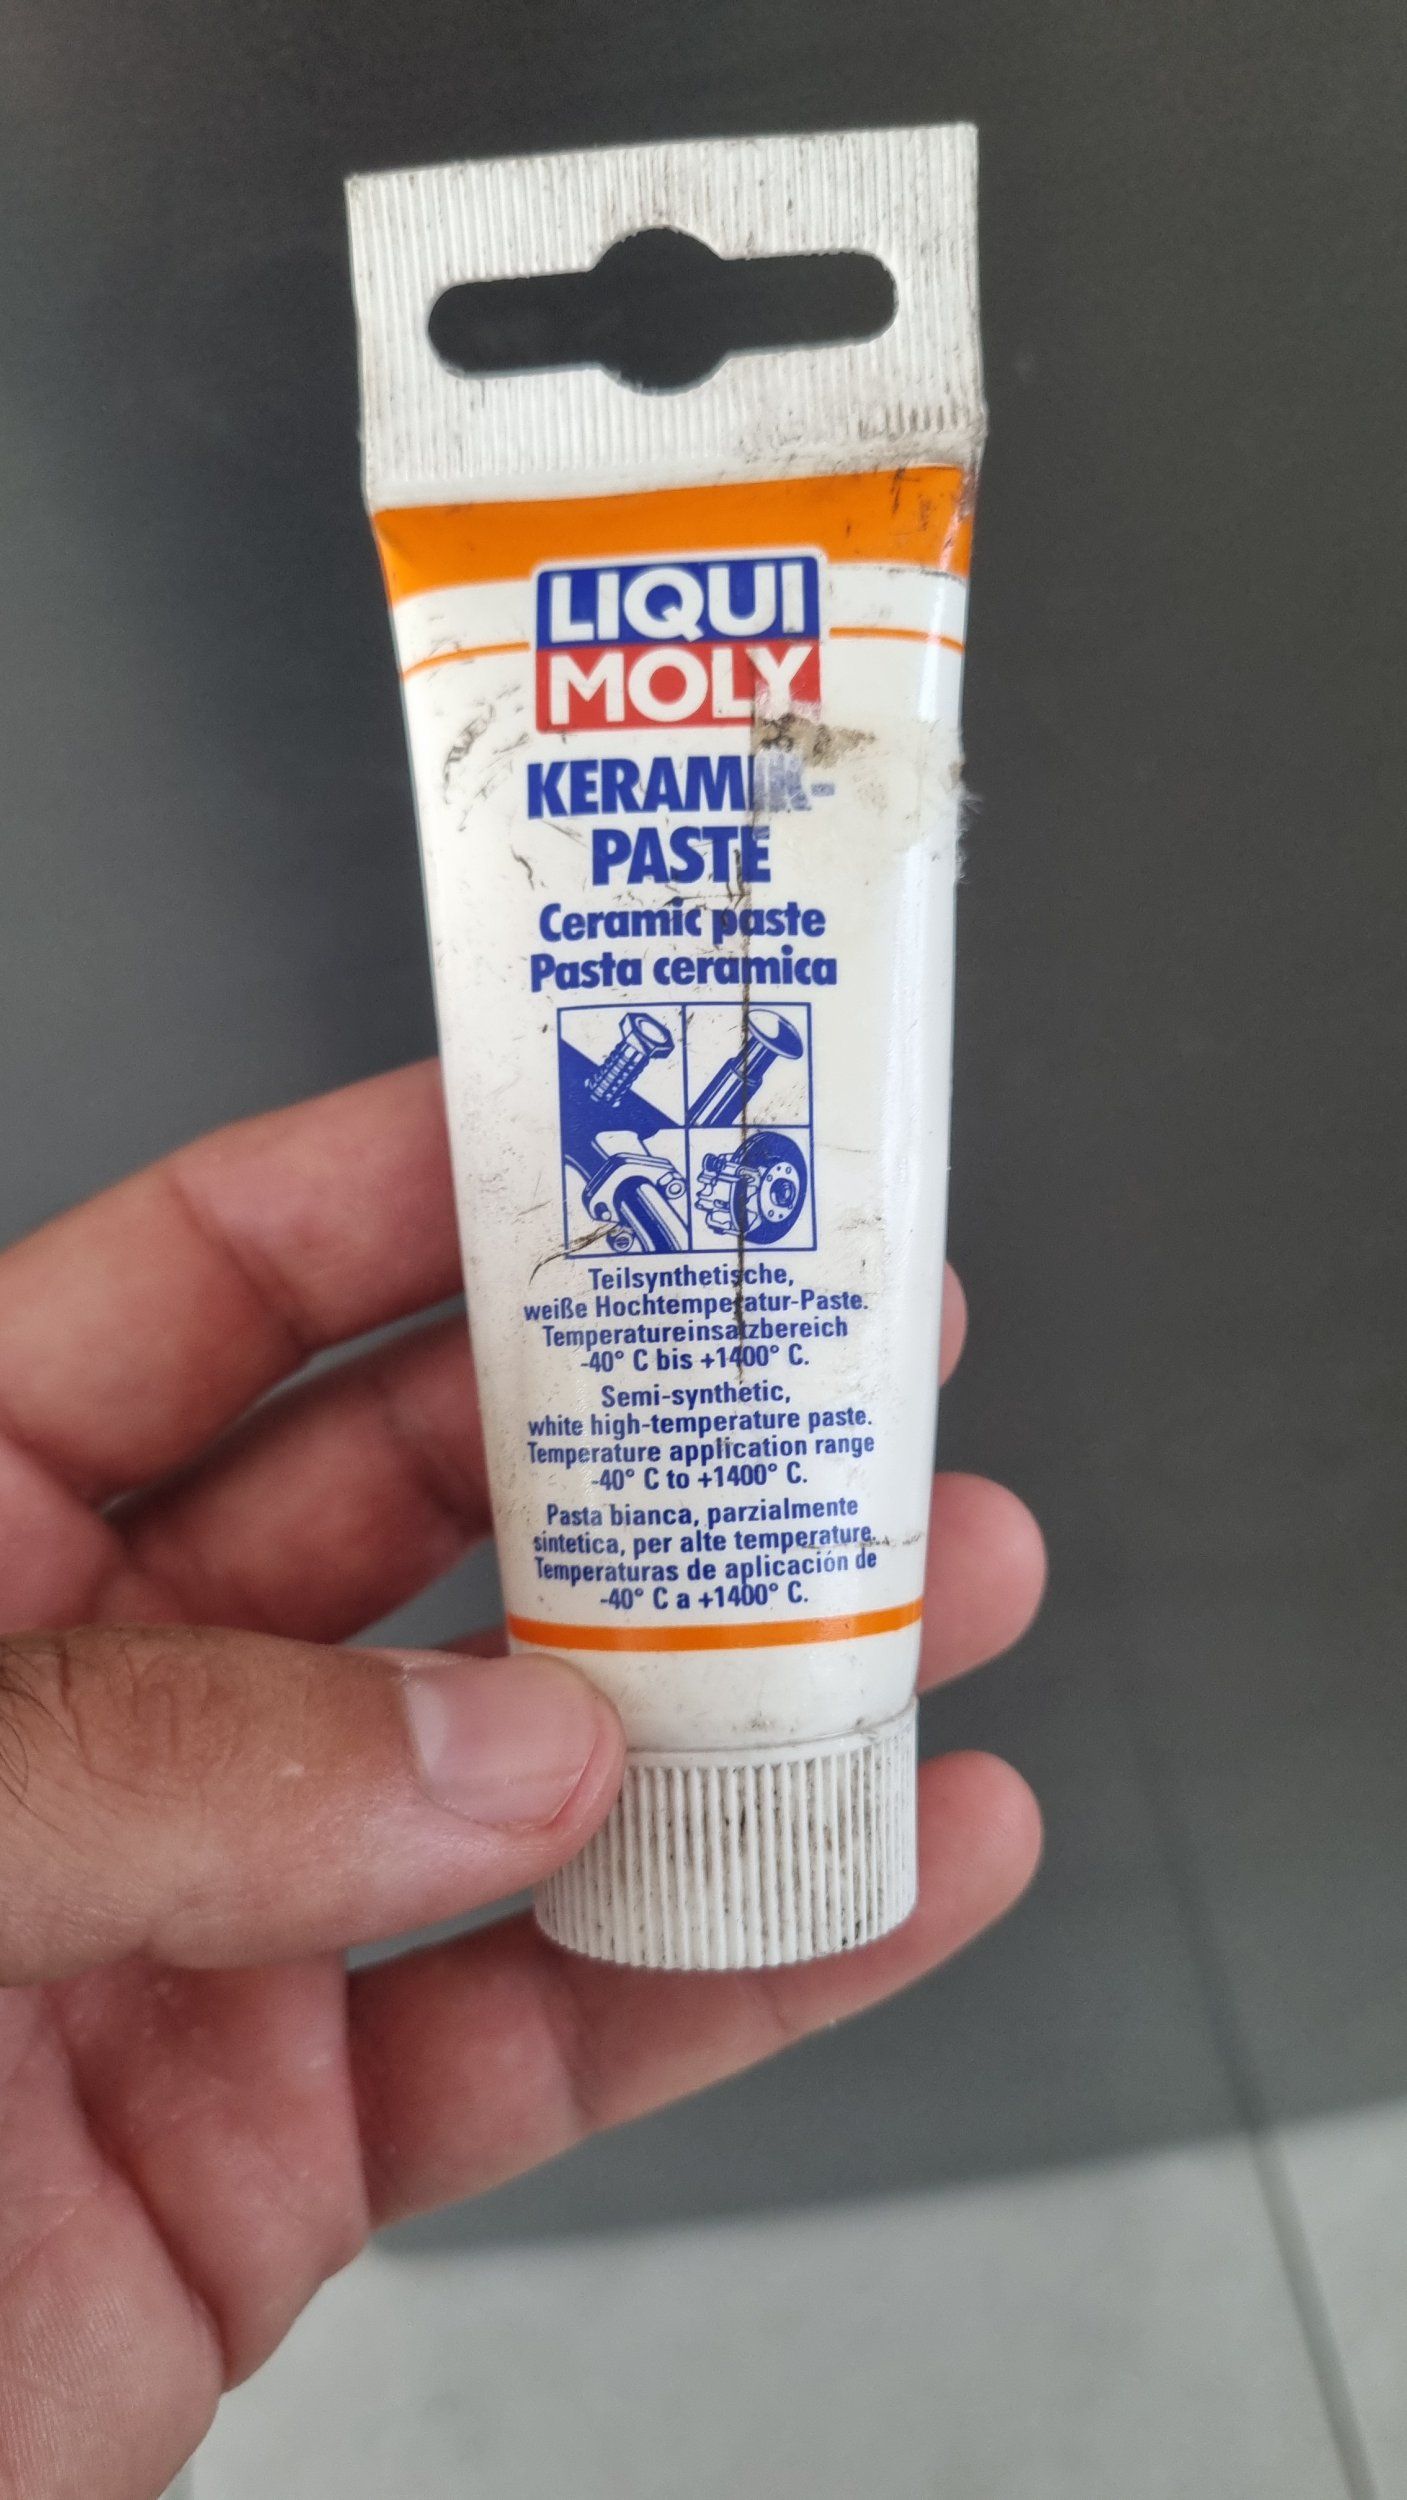 LIQUI
MOLY
KERAMIK-
PASTE
Ceramic paste
Pasta ceramica
Teilsynthetische,
weiße Hochtemperatur-Paste.
Temperatureinsatzbereich
-40° C bis +1400° C.
Semi-synthetic,
white high-temperature paste.
Temperature application range
-40° C to +1400° C.
Pasta bianca, parzialmente
sintetica, per alte temperature.
Temperaturas de aplicación de
-40° C a +1400° C.